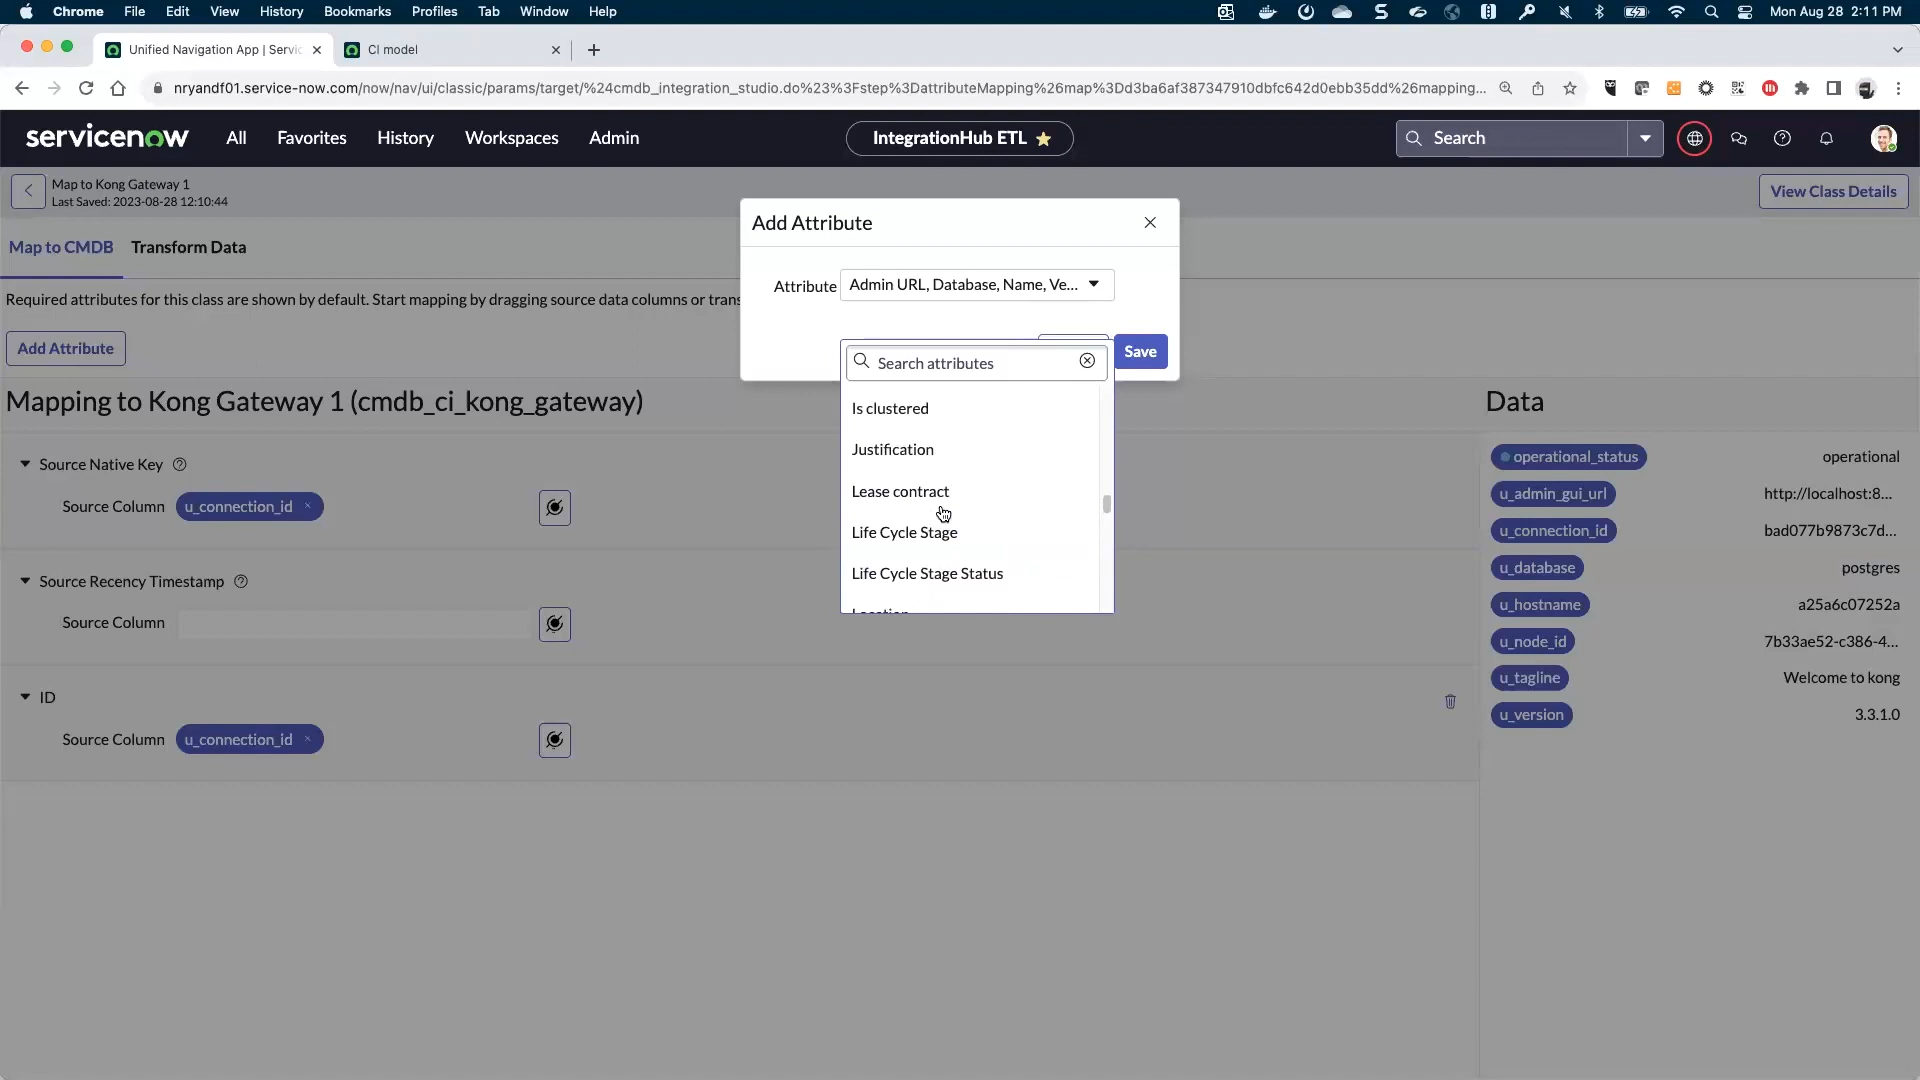 Chrome File Edit View History Bookmarks Profiles Tab Window Help Mon Aug 28 2:11 PM
Unified Navigation App | Servic CI model
nryandf01.service-now.com/now/nav/ui/classic/params/target/%24cmdb_integration_studio.do%23%3Fstep%3DattributeMapping%26map%3Dd3ba6af387347910dbfc642d0ebb35dd%26mapping...
servicenow All Favorites History Workspaces Admin IntegrationHub ETL Search
Map to Kong Gateway 1
Last Saved: 2023-08-28 12:10:44
View Class Details
Map to CMDB Transform Data
Required attributes for this class are shown by default. Start mapping by dragging source data columns or tran
Add Attribute
Add Attribute
Attribute Admin URL, Database, Name, Ve...
Save
Search attributes
Is clustered
Justification
Lease contract
Life Cycle Stage
Life Cycle Stage Status
Location
Mapping to Kong Gateway 1 (cmdb_ci_kong_gateway)
Source Native Key
Source Column u_connection_id
Source Recency Timestamp
Source Column
ID
Source Column u_connection_id
Data
operational_status operational
u_admin_gui_url http://localhost:8...
u_connection_id bad077b9873c7d...
u_database postgres
u_hostname a25a6c07252a
u_node_id 7b33ae52-c386-4...
u_tagline Welcome to kong
u_version 3.3.1.0